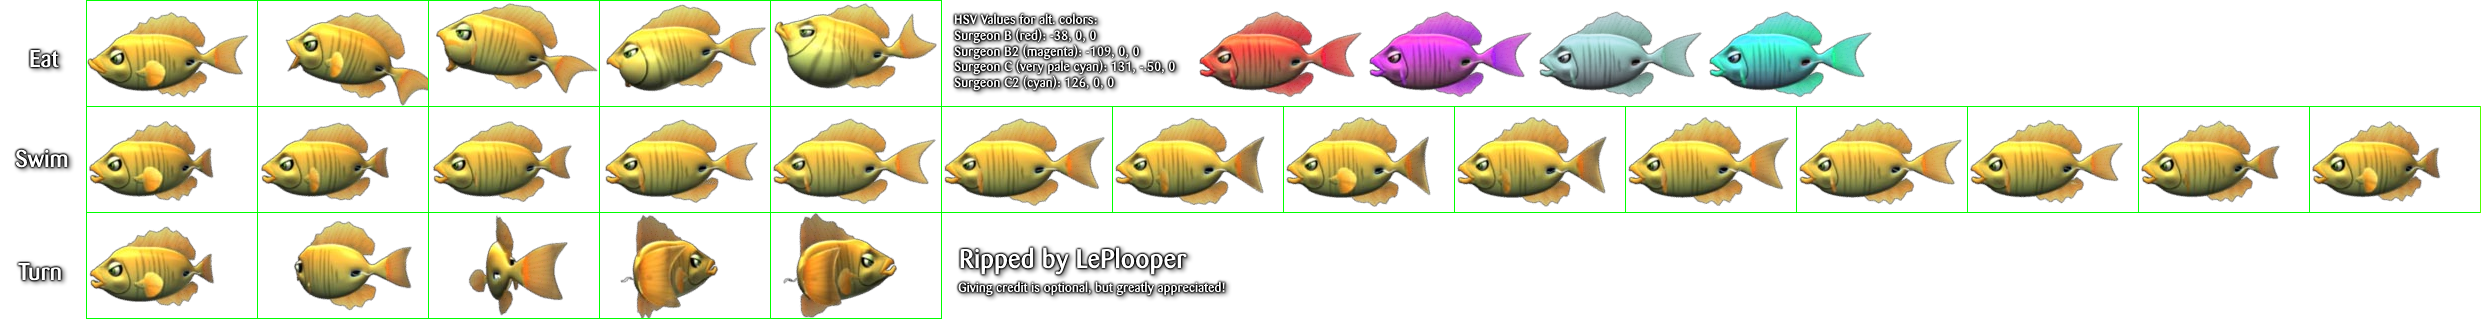 Eat
HSV Values for alt. colors:
Surgeon B (red): -38, 0, 0
Surgeon B2 (magenta): -109, 0, 0
Surgeon C (very pale cyan): 131, -.50, 0
Surgeon C2 (cyan): 126, 0, 0
Swim
Turn
Ripped by LePlooper
Giving credit is optional, but greatly appreciated!